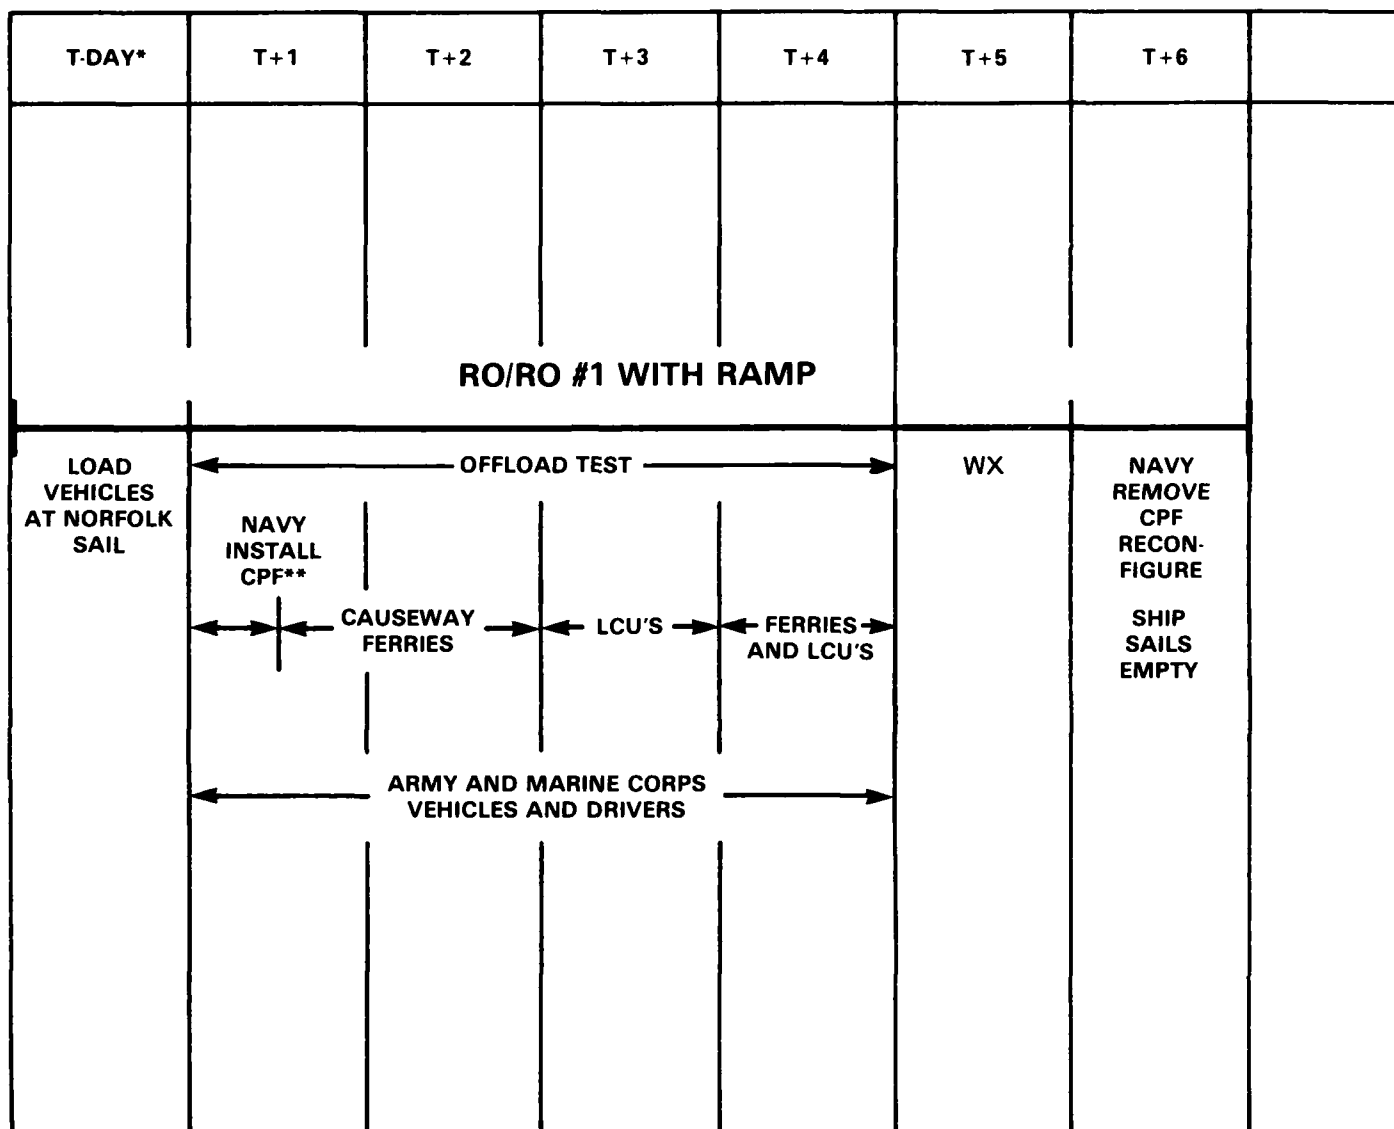 T-DAY* T+1 T+2 T+3 T+4 T+5 T+6
RO/RO #1 WITH RAMP
LOAD
VEHICLES
AT NORFOLK
SAIL
OFFLOAD TEST
WX
NAVY
REMOVE
CPF
RECON-
FIGURE
NAVY
INSTALL
CPF**
CAUSEWAY
FERRIES
LCU'S
FERRIES
AND LCU'S
SHIP
SAILS
EMPTY
ARMY AND MARINE CORPS
VEHICLES AND DRIVERS